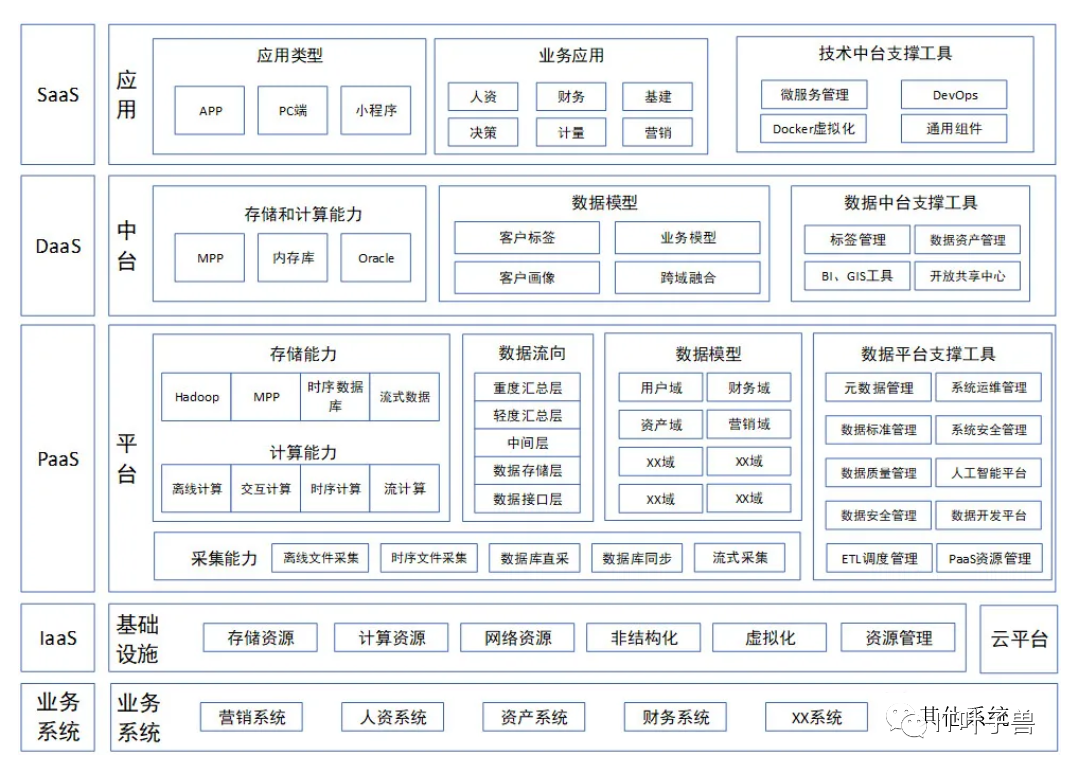 SaaS
应用
应用类型
APP
PC端
小程序
业务应用
人资
财务
基建
决策
计量
营销
技术中台支撑工具
微服务管理
DevOps
Docker虚拟化
通用组件
DaaS
中台
存储和计算能力
MPP
内存库
Oracle
数据模型
客户标签
业务模型
客户画像
跨域融合
数据中台支撑工具
标签管理
数据资产管理
BI、GIS工具
开放共享中心
PaaS
平台
存储能力
Hadoop
MPP
时序数据
库
流式数据
计算能力
离线计算
交互计算
时序计算
流计算
数据流向
重度汇总层
轻度汇总层
中间层
数据存储层
数据接口层
数据模型
用户域
财务域
资产域
营销域
XX域
XX域
XX域
XX域
数据平台支撑工具
元数据管理
系统运维管理
数据标准管理
系统安全管理
数据质量管理
人工智能平台
数据安全管理
数据开发平台
ETL调度管理
PaaS资源管理
采集能力
离线文件采集
时序文件采集
数据库直采
数据库同步
流式采集
IaaS
基础
设施
存储资源
计算资源
网络资源
非结构化
虚拟化
资源管理
云平台
业务
系统
业务
系统
营销系统
人资系统
资产系统
财务系统
XX系统
其他系统